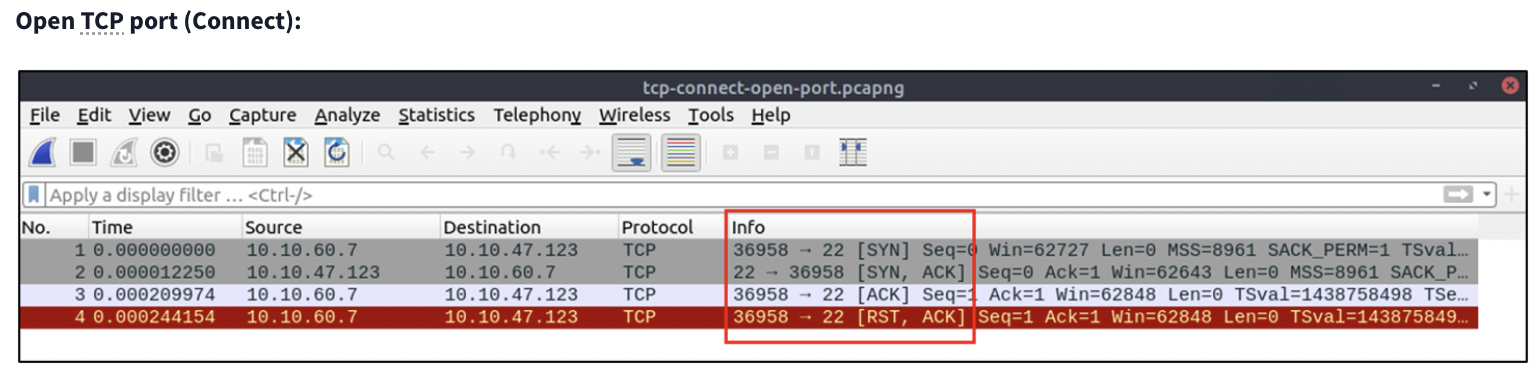 Open TCP port (Connect):
tcp-connect-open-port.pcapng
File Edit View Go Capture Analyze Statistics Telephony Wireless Tools Help
Apply a display filter … <Ctrl-/>
No. Time Source Destination Protocol Info
1 0.000000000 10.10.60.7 10.10.47.123 TCP 36958 → 22 [SYN] Seq=0 Win=62727 Len=0 MSS=8961 SACK_PERM=1 TSval…
2 0.000012250 10.10.47.123 10.10.60.7 TCP 22 → 36958 [SYN, ACK] Seq=0 Ack=1 Win=62643 Len=0 MSS=8961 SACK_P…
3 0.000209974 10.10.60.7 10.10.47.123 TCP 36958 → 22 [ACK] Seq=1 Ack=1 Win=62848 Len=0 TSval=1438758498 TSe…
4 0.000244154 10.10.60.7 10.10.47.123 TCP 36958 → 22 [RST, ACK] Seq=1 Ack=1 Win=62848 Len=0 TSval=143875849…